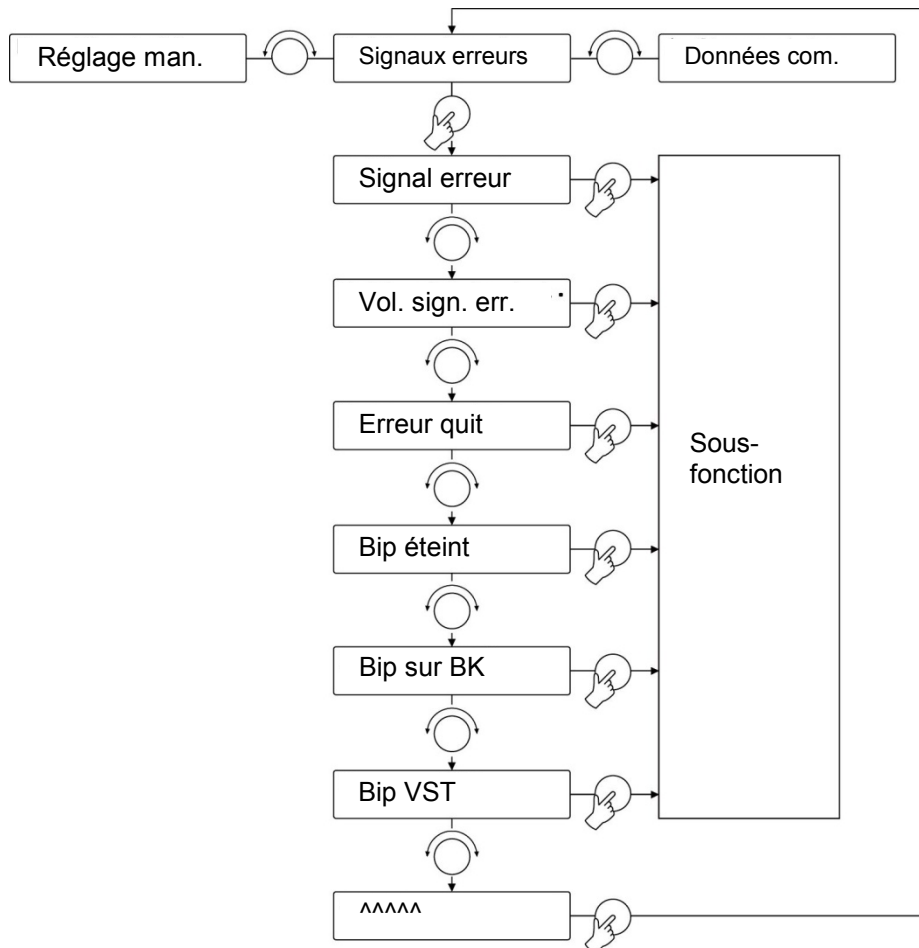 Réglage man.
Signaux erreurs
Données com.
Signal erreur
Vol. sign. err.
Erreur quit
Sous-
fonction
Bip éteint
Bip sur BK
Bip VST
^^^^^